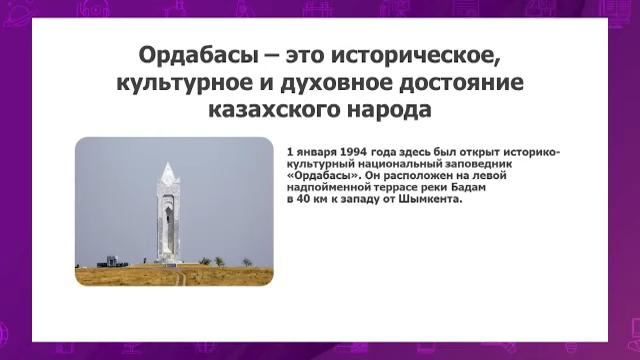 Ордабасы – это историческое,
культурное и духовное достояние
казахского народа
1 января 1994 года здесь был открыт историко-
культурный национальный заповедник
«Ордабасы». Он расположен на левой
надпойменной террасе реки Бадам
в 40 км к западу от Шымкента.